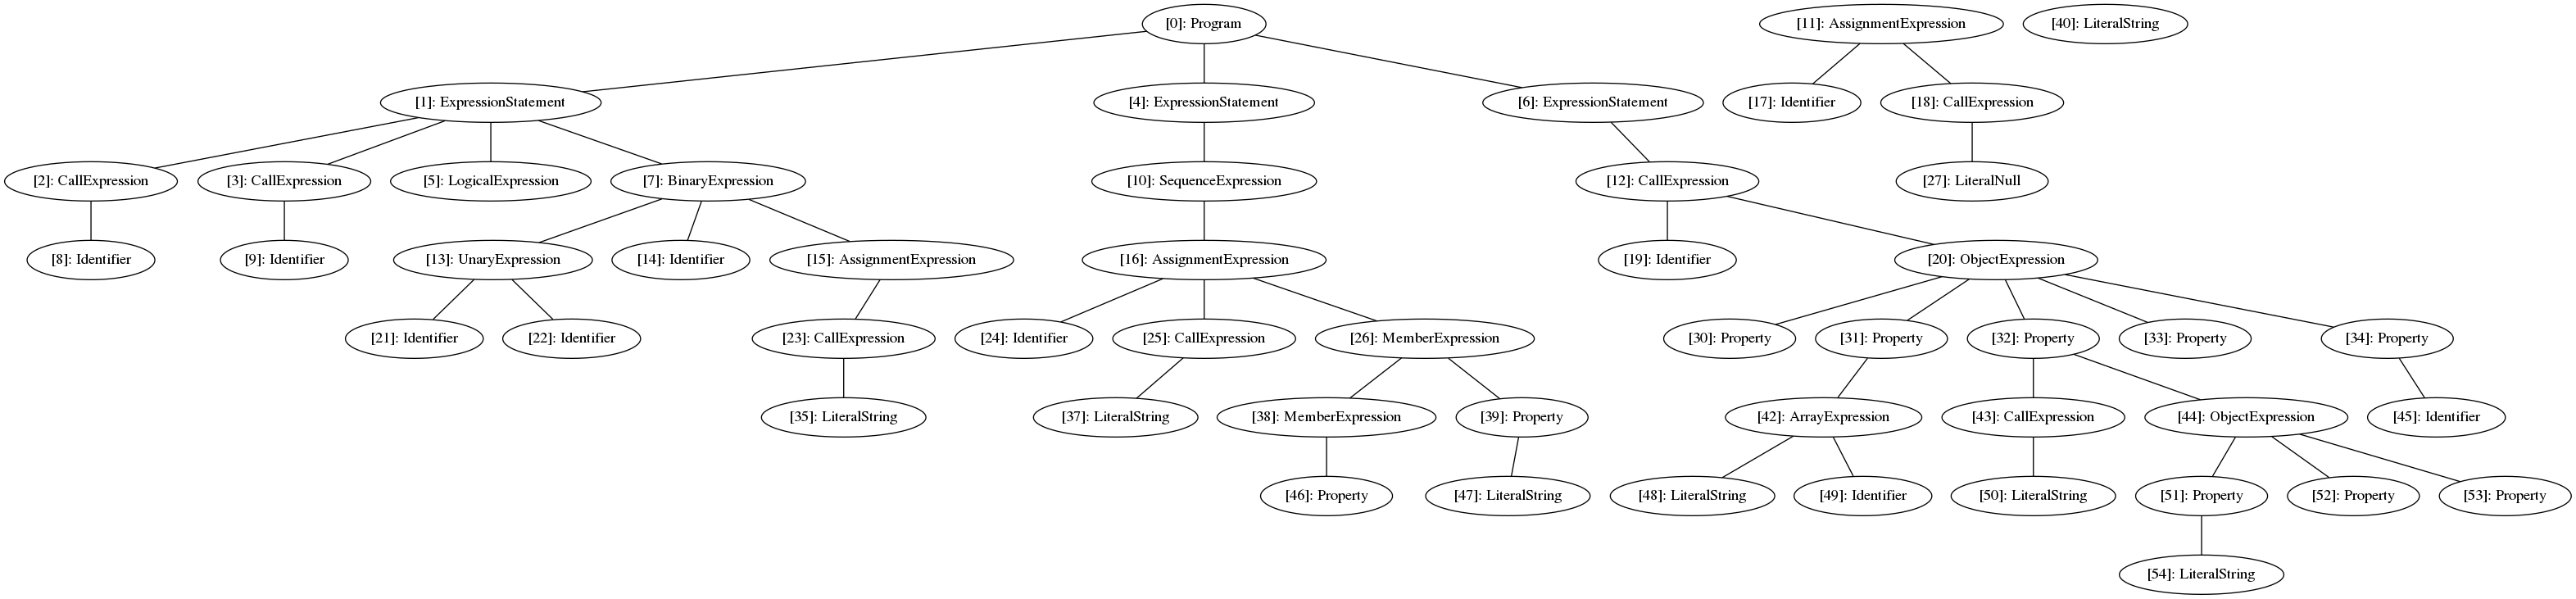 [0]: Program
[11]: AssignmentExpression
[40]: LiteralString
[1]: ExpressionStatement
[4]: ExpressionStatement
[6]: ExpressionStatement
[17]: Identifier
[18]: CallExpression
[2]: CallExpression
[3]: CallExpression
[5]: LogicalExpression
[7]: BinaryExpression
[10]: SequenceExpression
[12]: CallExpression
[27]: LiteralNull
[8]: Identifier
[9]: Identifier
[13]: UnaryExpression
[14]: Identifier
[15]: AssignmentExpression
[16]: AssignmentExpression
[19]: Identifier
[20]: ObjectExpression
[21]: Identifier
[22]: Identifier
[23]: CallExpression
[24]: Identifier
[25]: CallExpression
[26]: MemberExpression
[30]: Property
[31]: Property
[32]: Property
[33]: Property
[34]: Property
[35]: LiteralString
[37]: LiteralString
[38]: MemberExpression
[39]: Property
[42]: ArrayExpression
[43]: CallExpression
[44]: ObjectExpression
[45]: Identifier
[46]: Property
[47]: LiteralString
[48]: LiteralString
[49]: Identifier
[50]: LiteralString
[51]: Property
[52]: Property
[53]: Property
[54]: LiteralString